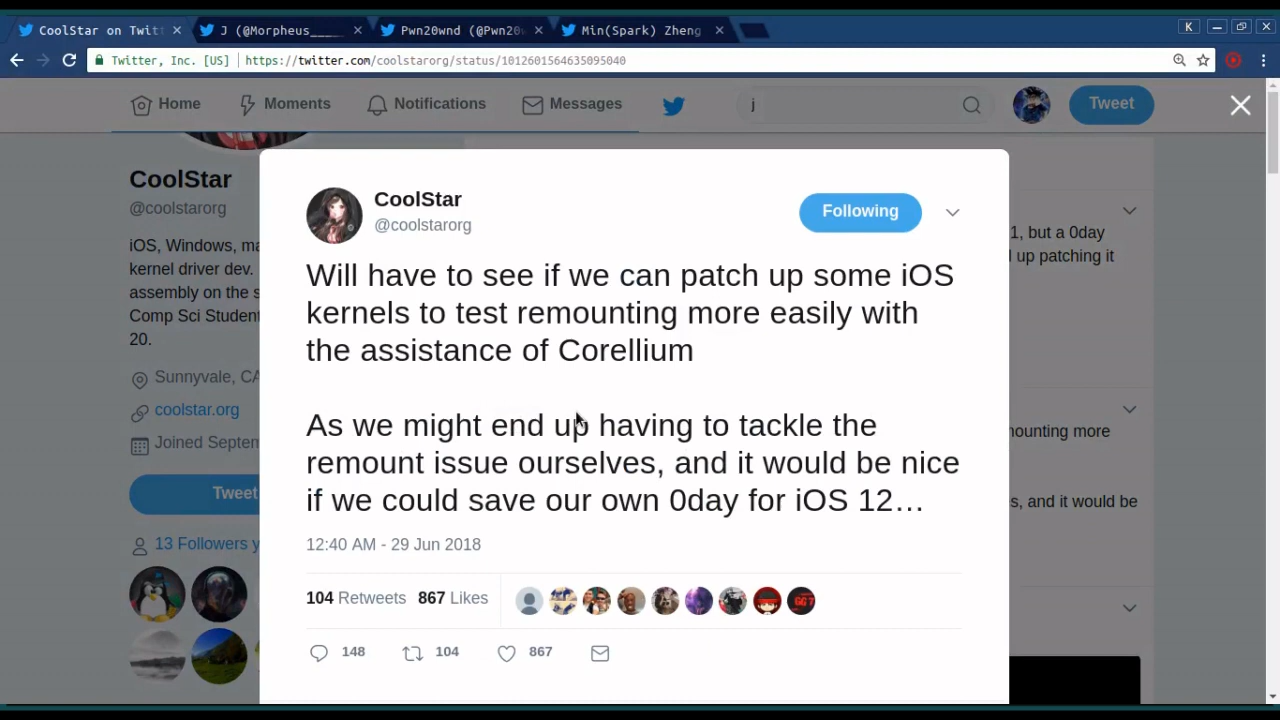 CoolStar on Twitt
J (@Morpheus____
Pwn20wnd (@Pwn20w
Min(Spark) Zheng
K
Twitter, Inc. [US]
https://twitter.com/coolstarorg/status/1012601564635095040
Home
Moments
Notifications
Messages
j
Tweet
CoolStar
@coolstarorg
iOS, Windows, ma
kernel driver dev.
assembly on the s
Comp Sci Student
20.
Sunnyvale, CA
coolstar.org
Joined Septem
Tweet
13 Followers y
CoolStar
@coolstarorg
Following
Will have to see if we can patch up some iOS
kernels to test remounting more easily with
the assistance of Corellium
As we might end up having to tackle the
remount issue ourselves, and it would be nice
if we could save our own 0day for iOS 12…
12:40 AM - 29 Jun 2018
104 Retweets 867 Likes
GG7
148
104
867
1, but a 0day
up patching it
ounting more
s, and it would be